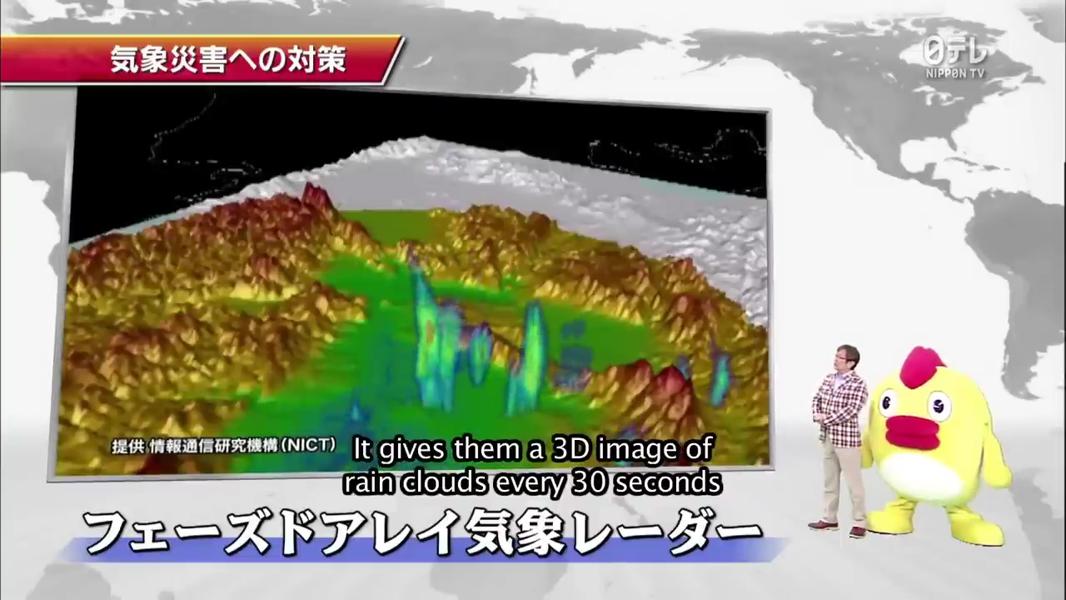 気象災害への対策
日テレ
NIPPON TV
提供 情報通信研究機構(NICT)
It gives them a 3D image of
rain clouds every 30 seconds
フェーズドアレイ気象レーダー